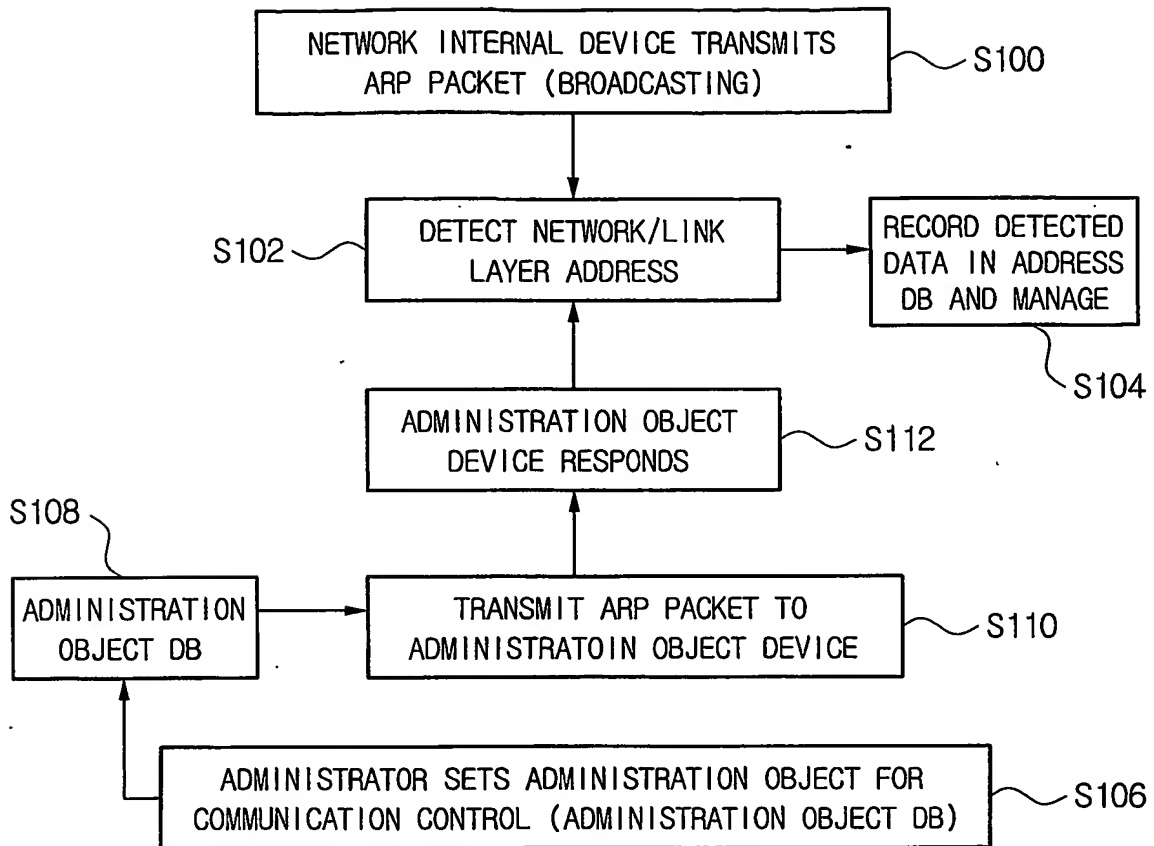 NETWORK INTERNAL DEVICE TRANSMITS
ARP PACKET (BROADCASTING)
S100
DETECT NETWORK/LINK
LAYER ADDRESS
S102
RECORD DETECTED
DATA IN ADDRESS
DB AND MANAGE
S104
ADMINISTRATION OBJECT
DEVICE RESPONDS
S112
S108
ADMINISTRATION
OBJECT DB
TRANSMIT ARP PACKET TO
ADMINISTRATOIN OBJECT DEVICE
S110
ADMINISTRATOR SETS ADMINISTRATION OBJECT FOR
COMMUNICATION CONTROL (ADMINISTRATION OBJECT DB)
S106